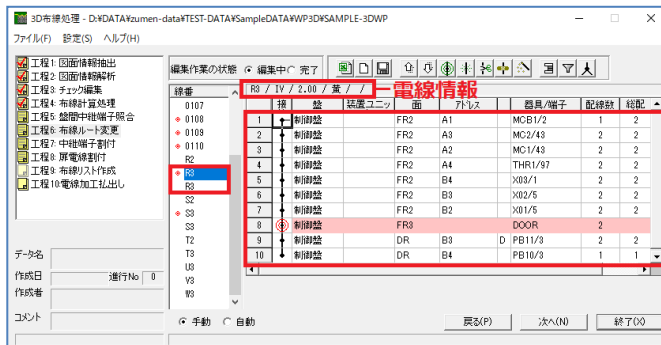 3D布線処理 - D:¥DATA¥zumen-data¥TEST-DATA¥SampleDATA¥WP3D¥SAMPLE-3DWP
ファイル(F) 設定(S) ヘルプ(H)
工程1: 図面情報抽出
工程2: 図面情報解析
工程3: チェック編集
工程4: 布線計算処理
工程5: 盤間中継端子照合
工程6: 布線ルート変更
工程7: 中継端子割付
工程8: 扉電線割付
工程9: 布線リスト作成
工程10:電線加工払出し
編集作業の状態 編集中 完了
線番
0107
0108
0109
0110
R2
R3
R3
S2
S3
S3
T2
T3
U3
V3
W3
R3 / IV / 2.00 / 黄 / /
電線情報
接 盤 装置ユニッ 面 アドレス 器具/端子 配線数 総配
1 制御盤 FR2 A1 MCB1/2 1 2
2 制御盤 FR2 A3 MC2/43 2 2
3 制御盤 FR2 A2 MC1/43 2 2
4 制御盤 FR2 A4 THR1/97 2 2
5 制御盤 FR2 B4 X03/1 2 2
6 制御盤 FR2 B3 X02/5 2 2
7 制御盤 FR2 B2 X01/5 2 2
8 制御盤 FR3 DOOR 2
9 制御盤 DR B3 D PB11/3 2 2
10 制御盤 DR B4 PB10/3 1 1
データ名
作成日 進行No 0
作成者
コメント
手動 自動
戻る(P) 次へ(N) 終了(X)